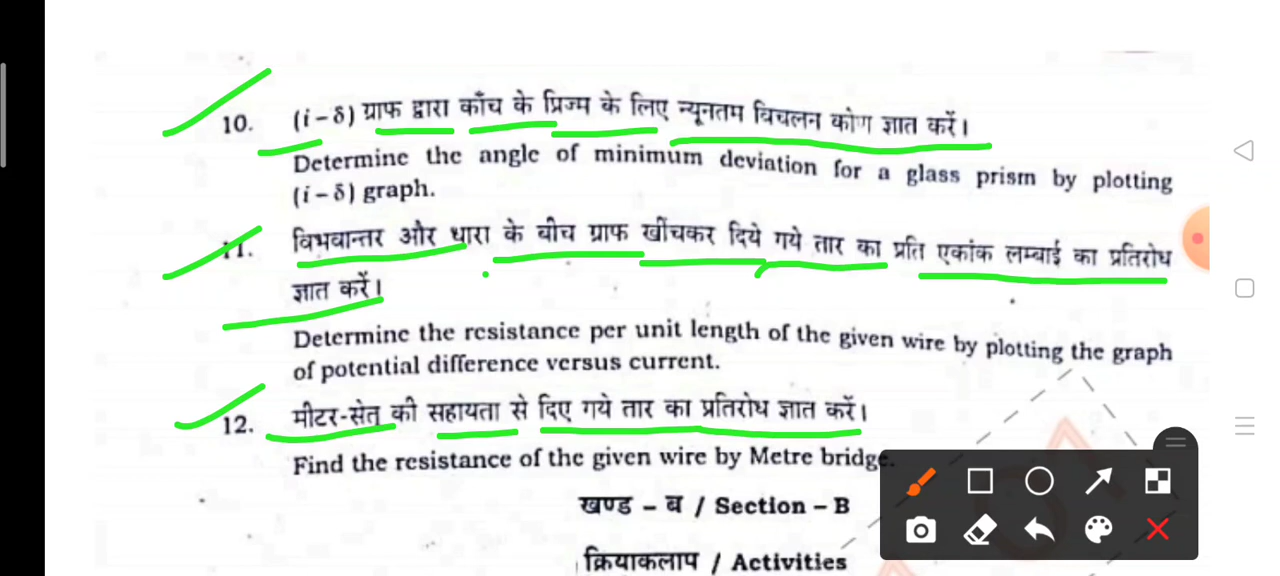 10. (i – δ) ग्राफ द्वारा काँच के प्रिज्म के लिए न्यूनतम विचलन कोण ज्ञात करें।
Determine the angle of minimum deviation for a glass prism by plotting
(i – δ) graph.
11. विभवान्तर और धारा के बीच ग्राफ खींचकर दिये गये तार का प्रति एकांक लम्बाई का प्रतिरोध
ज्ञात करें।
Determine the resistance per unit length of the given wire by plotting the graph
of potential difference versus current.
12. मीटर-सेतु की सहायता से दिए गये तार का प्रतिरोध ज्ञात करें।
Find the resistance of the given wire by Metre bridge.
खण्ड – ब / Section – B
क्रियाकलाप / Activities